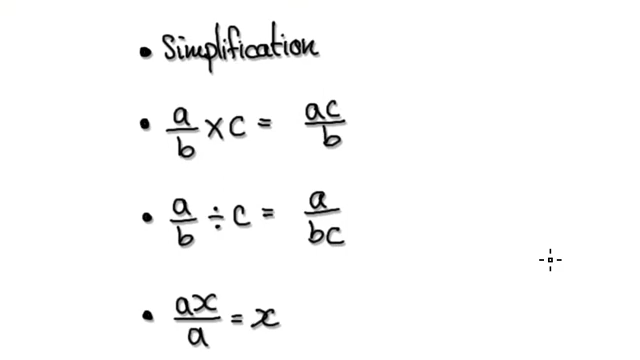 • Simplification
• a/b × c = ac/b
• a/b ÷ c = a/bc
• ax/a = x